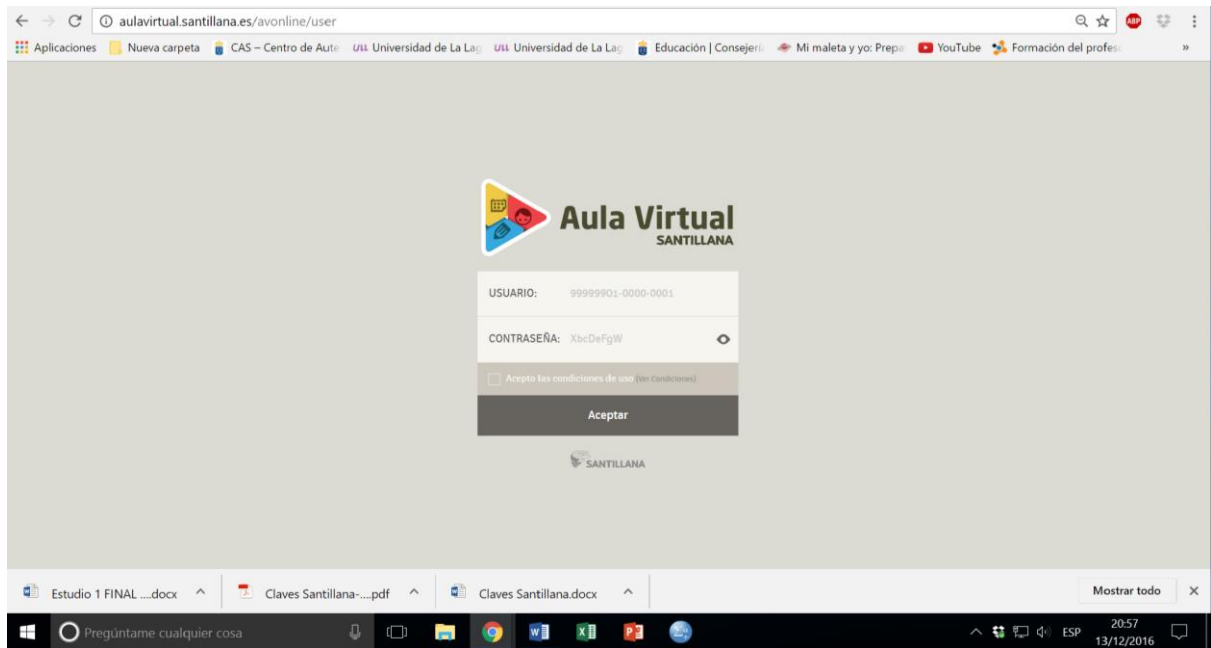 aulavirtual.santillana.es/avonline/user
ABP
Aplicaciones Nueva carpeta CAS – Centro de Aute ULL Universidad de La Lag ULL Universidad de La Lag Educación | Consejerí Mi maleta y yo: Prepa YouTube Formación del profes »
Aula Virtual
SANTILLANA
USUARIO: 99999901-0000-0001
CONTRASEÑA: XbcDeFgW
Acepto las condiciones de uso (Ver Condiciones)
Aceptar
SANTILLANA
Estudio 1 FINAL ....docx Claves Santillana-....pdf Claves Santillana.docx Mostrar todo
Pregúntame cualquier cosa ESP 20:57
13/12/2016